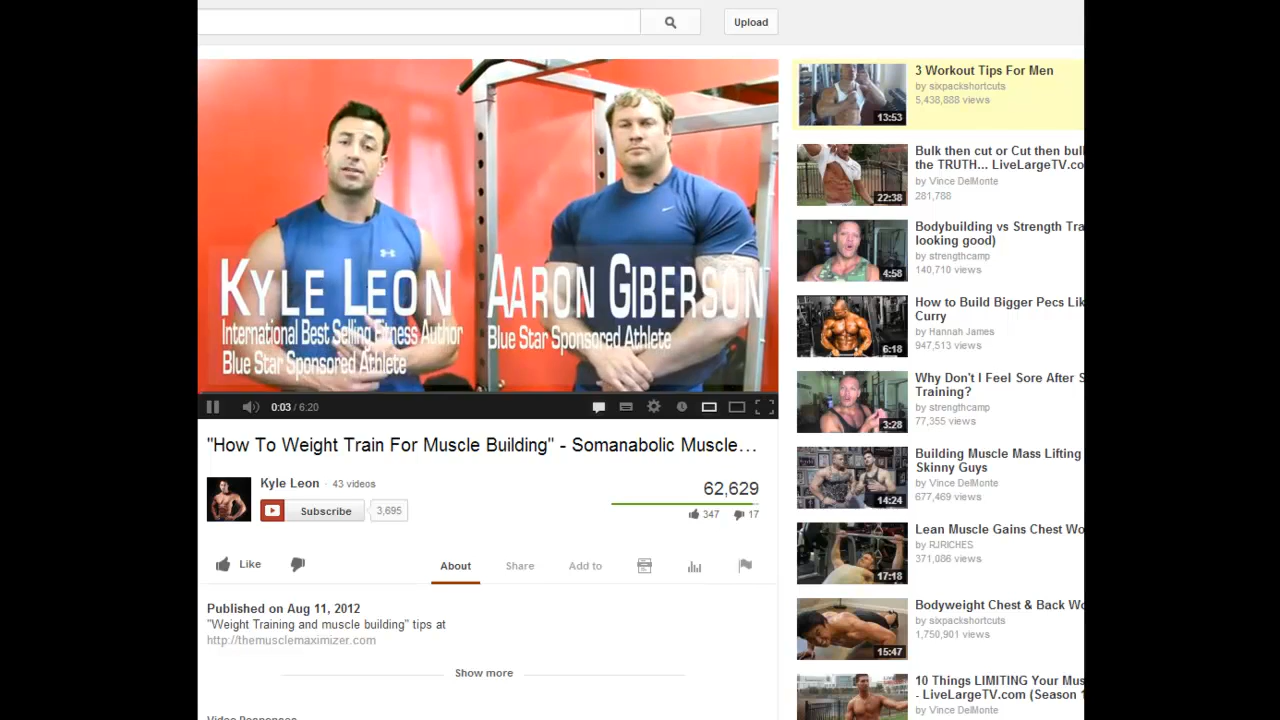 Upload
KYLE LEON
International Best Selling Fitness Author
Blue Star Sponsored Athlete
AARON GIBERSON
Blue Star Sponsored Athlete
0:03 / 6:20
"How To Weight Train For Muscle Building" - Somanabolic Muscle...
Kyle Leon · 43 videos
Subscribe 3,695
62,629
347 17
Like
About Share Add to
Published on Aug 11, 2012
"Weight Training and muscle building" tips at
http://themusclemaximizer.com
Show more
Video Responses
13:53
3 Workout Tips For Men
by sixpackshortcuts
5,438,888 views
22:38
Bulk then cut or Cut then bull
the TRUTH... LiveLargeTV.co
by Vince DelMonte
281,788
4:58
Bodybuilding vs Strength Tra
looking good)
by strengthcamp
140,710 views
6:18
How to Build Bigger Pecs Lik
Curry
by Hannah James
947,513 views
3:28
Why Don't I Feel Sore After S
Training?
by strengthcamp
77,355 views
14:24
Building Muscle Mass Lifting
Skinny Guys
by Vince DelMonte
677,469 views
17:18
Lean Muscle Gains Chest Wo
by RJRICHES
371,086 views
15:47
Bodyweight Chest & Back Wo
by sixpackshortcuts
1,750,901 views
10 Things LIMITING Your Mus
- LiveLargeTV.com (Season 1
by Vince DelMonte